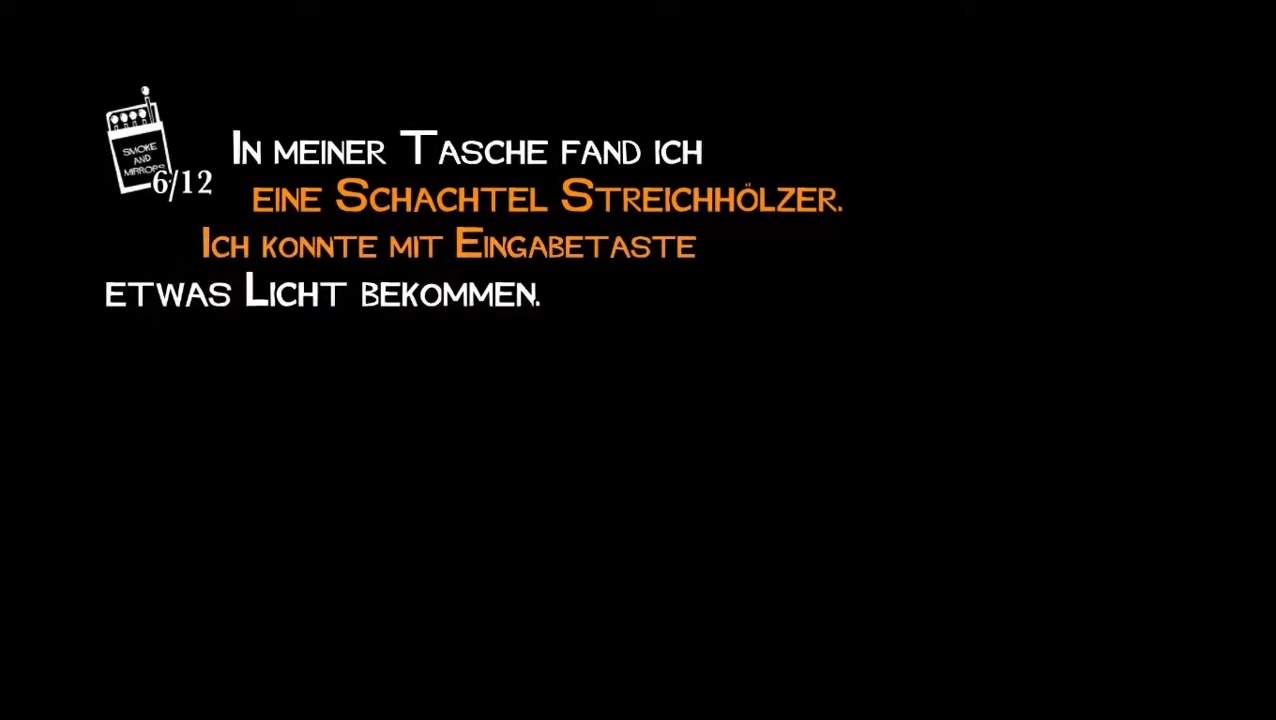 SMOKE
AND
MIRRORS
6/12
In meiner Tasche fand ich
eine Schachtel Streichhölzer.
Ich konnte mit Eingabetaste
etwas Licht bekommen.